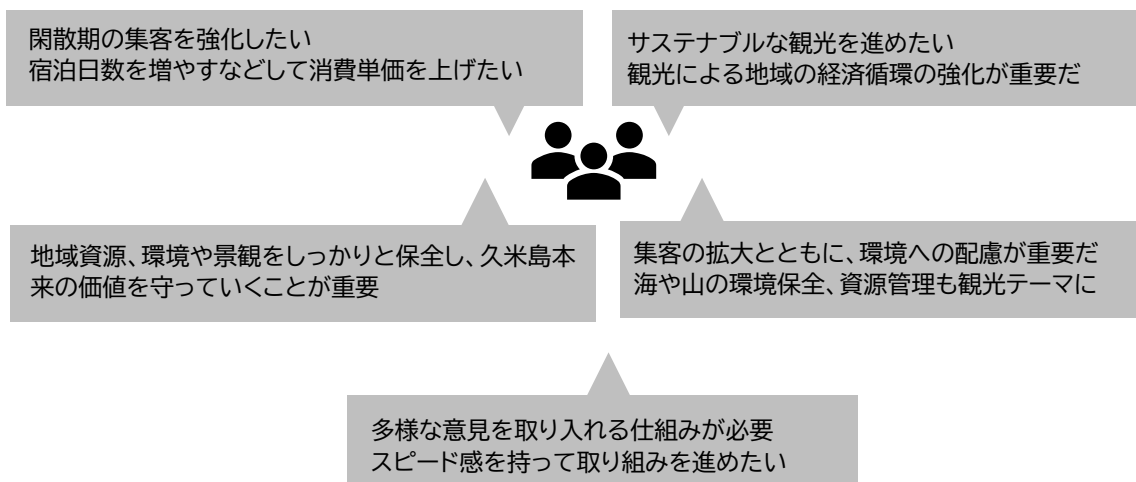 閑散期の集客を強化したい
宿泊日数を増やすなどして消費単価を上げたい
サステナブルな観光を進めたい
観光による地域の経済循環の強化が重要だ
地域資源、環境や景観をしっかりと保全し、久米島本
来の価値を守っていくことが重要
集客の拡大とともに、環境への配慮が重要だ
海や山の環境保全、資源管理も観光テーマに
多様な意見を取り入れる仕組みが必要
スピード感を持って取り組みを進めたい